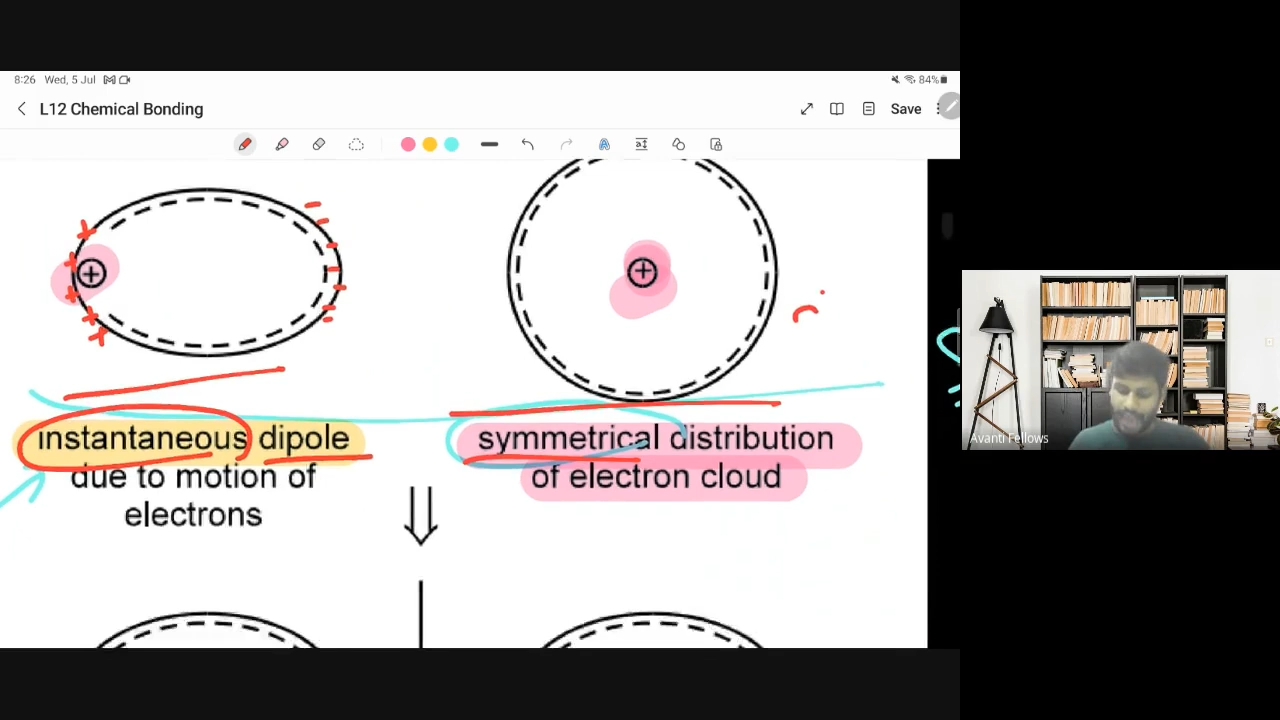 8:26 Wed, 5 Jul
84%
L12 Chemical Bonding
Save
instantaneous dipole
due to motion of
electrons
symmetrical distribution
of electron cloud
Avanti Fellows